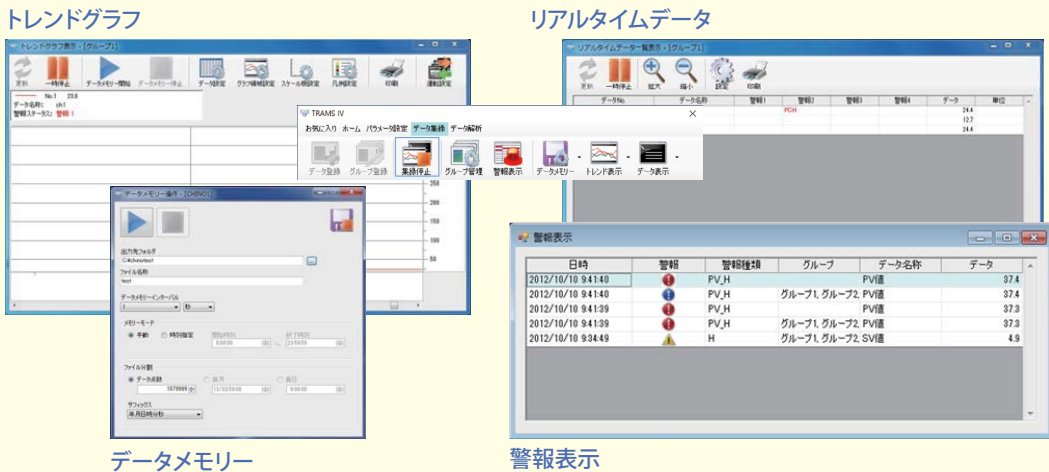 トレンドグラフ
リアルタイムデータ
トレンドグラフ表示 - [グループ1]
更新 一時停止 データメモリー開始 データメモリー停止 データ設定 グラフ領域設定 スケール軸設定 凡例設定 印刷 運転設定
No.1 23.8
データ名称: ch1
警報ステータス: 警報 1
250
200
150
100
50
リアルタイムデータ一覧表示 - [グループ1]
更新 一時停止 拡大 縮小 設定 印刷
データNo. データ名称 警報1 警報2 警報3 警報4 データ 単位
24.4
12.7
24.4
TRAMS IV
お気に入り ホーム パラメータ設定 データ集録 データ解析
データ登録 グループ登録 集録停止 グループ管理 警報表示 データメモリー トレンド表示 データ表示
データメモリー操作 - [CHINO1]
出力先フォルダ
C:¥chinotest
ファイル名称
test
データメモリーインターバル
1 秒
メモリーモード
手動 時刻指定 開始時刻 終了時刻
0:00:00 ~ 23:59:59
ファイル分割
データ点数 毎月 毎日
サフィックス
年月日時分秒
警報表示
日時 警報 警報種類 グループ データ名称 データ
2012/10/10 9:41:40 PV_H PV値 37.4
2012/10/10 9:41:40 PV_H グループ1, グループ2, PV値 37.4
2012/10/10 9:41:39 PV_H PV値 37.3
2012/10/10 9:41:39 PV_H グループ1, グループ2, PV値 37.3
2012/10/10 9:34:49 H グループ1, グループ2, SV値 4.9
データメモリー
警報表示